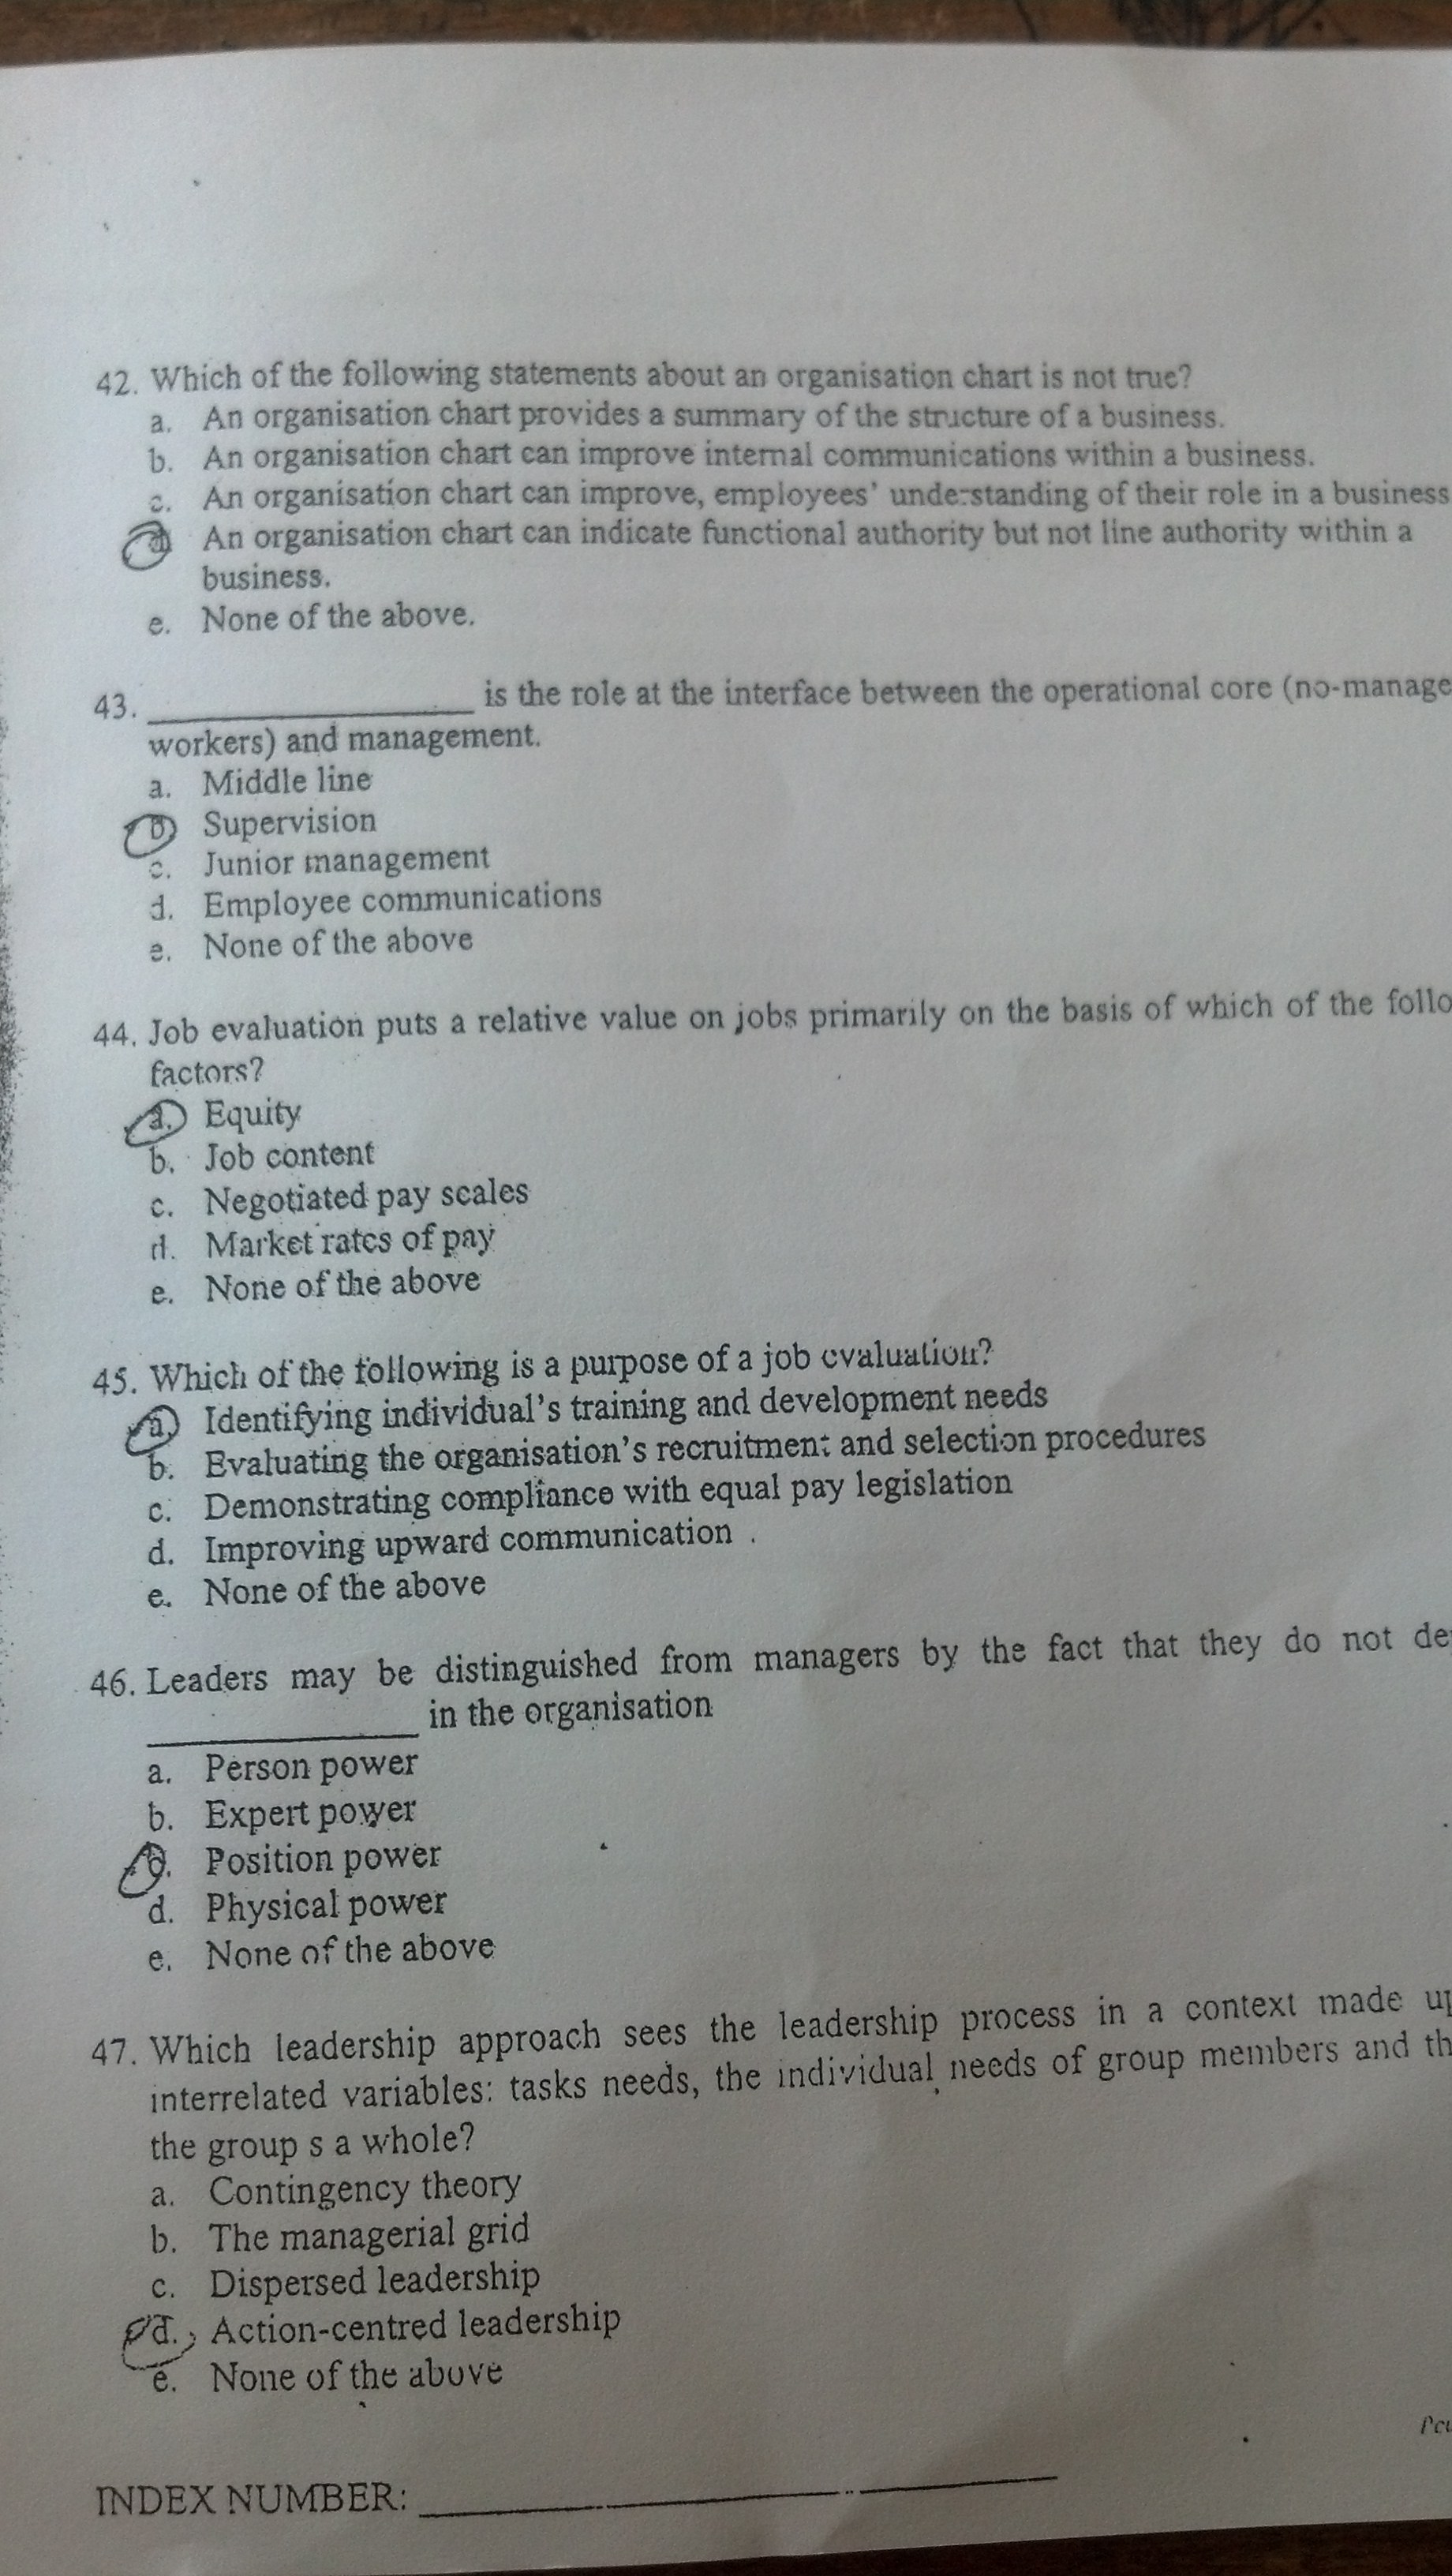 42. Which of the following statements about an organisation chart is not true?
a. An organisation chart provides a summary of the structure of a business.
b. An organisation chart can improve internal communications within a business.
c. An organisation chart can improve, employees' understanding of their role in a business
d. An organisation chart can indicate functional authority but not line authority within a
business.
e. None of the above.
43. ____________ is the role at the interface between the operational core (no-manage
workers) and management.
a. Middle line
b. Supervision
c. Junior management
d. Employee communications
e. None of the above
44. Job evaluation puts a relative value on jobs primarily on the basis of which of the follo
factors?
a. Equity
b. Job content
c. Negotiated pay scales
d. Market rates of pay
e. None of the above
45. Which of the following is a purpose of a job evaluation?
a. Identifying individual's training and development needs
b. Evaluating the organisation's recruitment and selection procedures
c. Demonstrating compliance with equal pay legislation
d. Improving upward communication .
e. None of the above
46. Leaders may be distinguished from managers by the fact that they do not de
____________ in the organisation
a. Person power
b. Expert power
c. Position power
d. Physical power
e. None of the above
47. Which leadership approach sees the leadership process in a context made up
interrelated variables: tasks needs, the individual needs of group members and th
the group s a whole?
a. Contingency theory
b. The managerial grid
c. Dispersed leadership
d. Action-centred leadership
e. None of the above
INDEX NUMBER: ____________